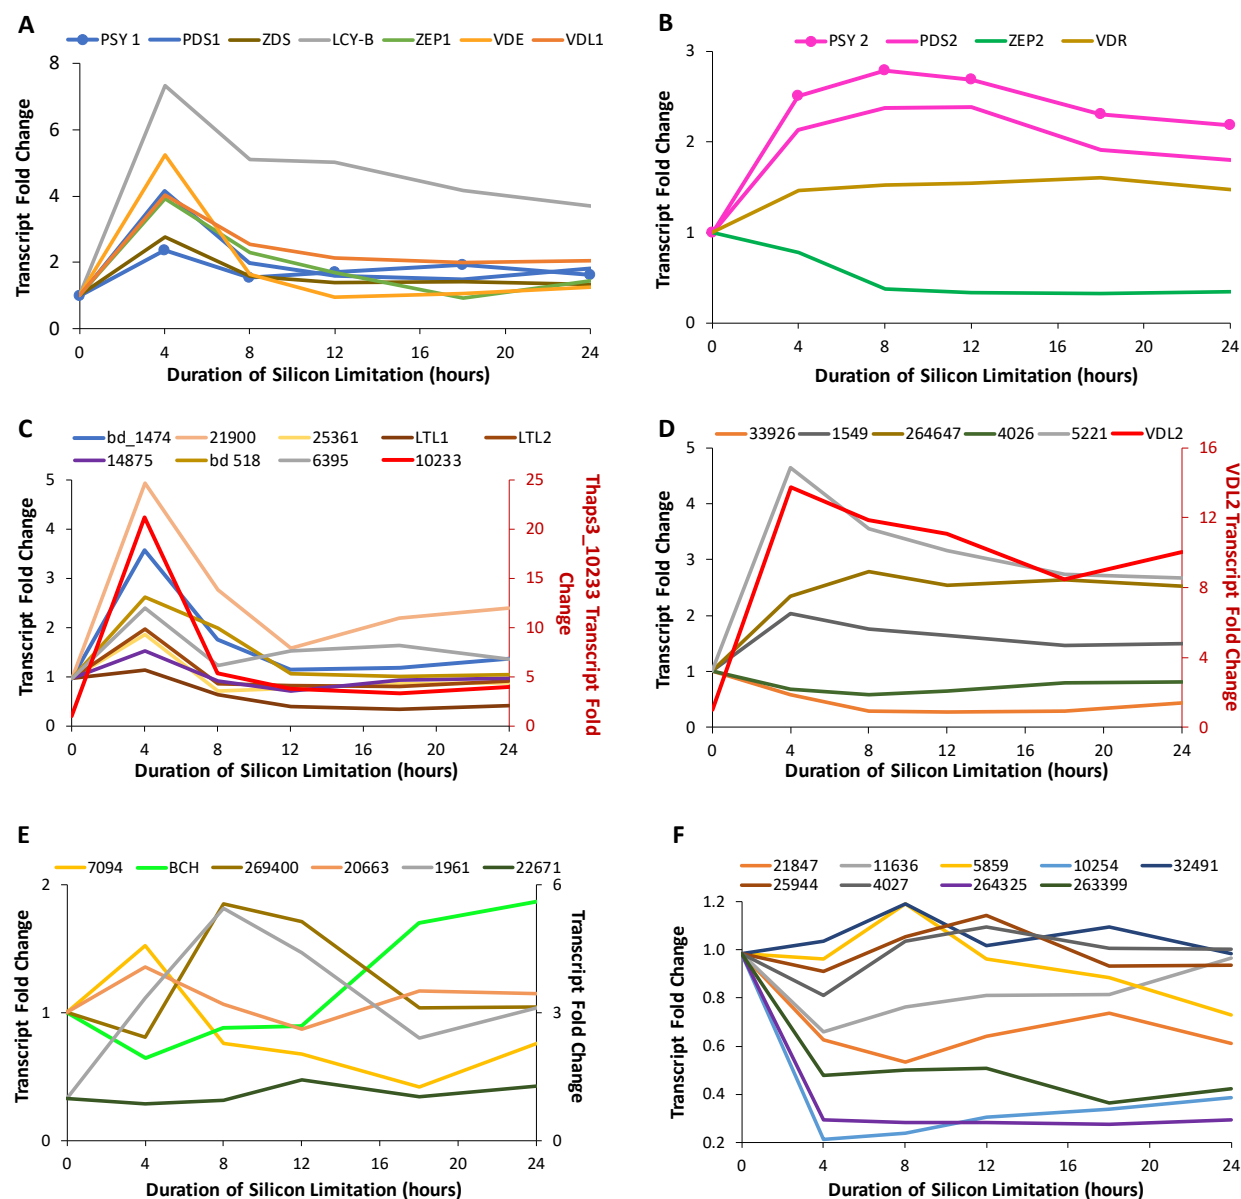 A
PSY 1 PDS1 ZDS LCY-B ZEP1 VDE VDL1
8
6
4
2
0
Transcript Fold Change
0 4 8 12 16 20 24
Duration of Silicon Limitation (hours)
B
PSY 2 PDS2 ZEP2 VDR
3
2
1
0
Transcript Fold Change
0 4 8 12 16 20 24
Duration of Silicon Limitation (hours)
C
bd_1474 21900 25361 LTL1 LTL2
14875 bd 518 6395 10233
5
4
3
2
1
0
Transcript Fold Change
25
20
15
10
5
0
Thaps3_10233 Transcript Fold
Change
0 4 8 12 16 20 24
Duration of Silicon Limitation (hours)
D
33926 1549 264647 4026 5221 VDL2
5
4
3
2
1
0
Transcript Fold Change
16
12
8
4
0
VDL2 Transcript Fold Change
0 4 8 12 16 20 24
Duration of Silicon Limitation (hours)
E
7094 BCH 269400 20663 1961 22671
2
1
0
Transcript Fold Change
6
3
0
Transcript Fold Change
0 4 8 12 16 20 24
Duration of Silicon Limitation (hours)
F
21847 11636 5859 10254 32491
25944 4027 264325 263399
1.2
1.0
0.8
0.6
0.4
0.2
Transcript Fold Change
0 4 8 12 16 20 24
Duration of Silicon Limitation (hours)